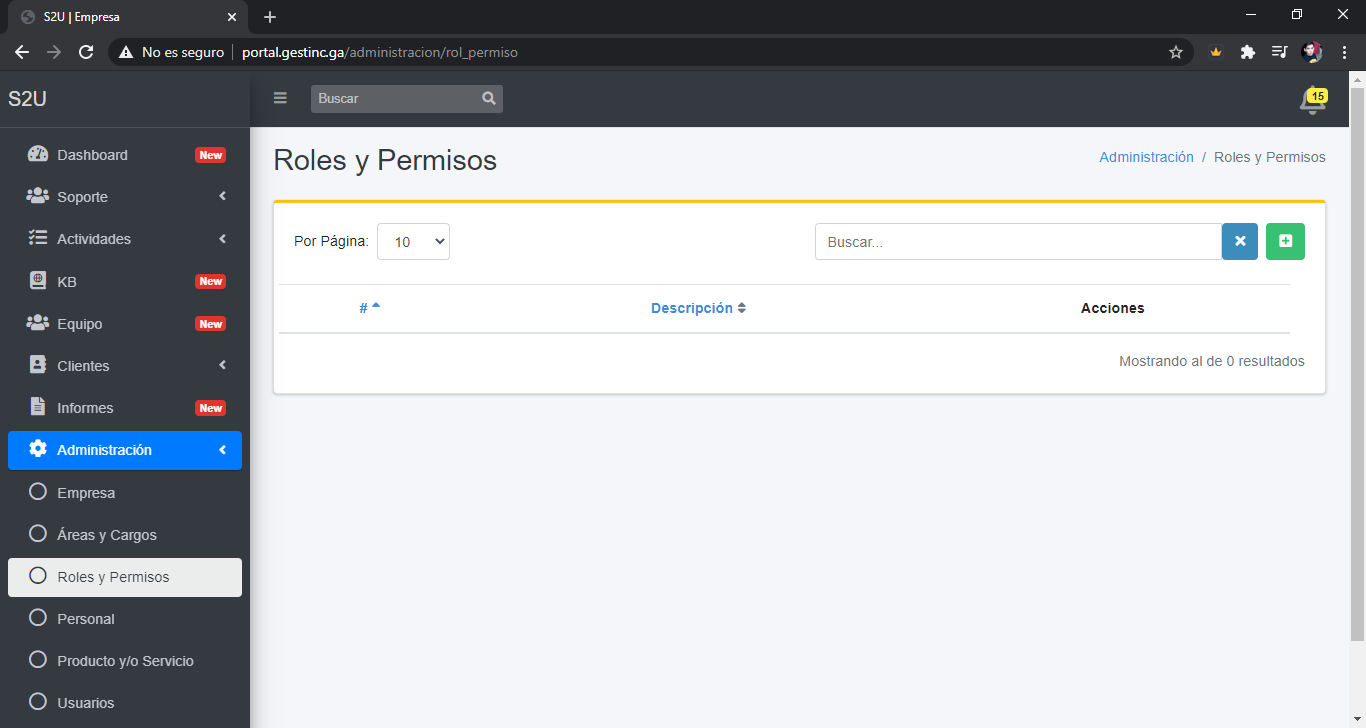 S2U | Empresa
No es seguro
portal.gestinc.ga/administracion/rol_permiso
S2U
Buscar
15
Dashboard New
Soporte
Actividades
KB New
Equipo New
Clientes
Informes New
Administración
Empresa
Áreas y Cargos
Roles y Permisos
Personal
Producto y/o Servicio
Usuarios
Roles y Permisos
Administración / Roles y Permisos
Por Página: 10
Buscar...
# Descripción Acciones
Mostrando al de 0 resultados